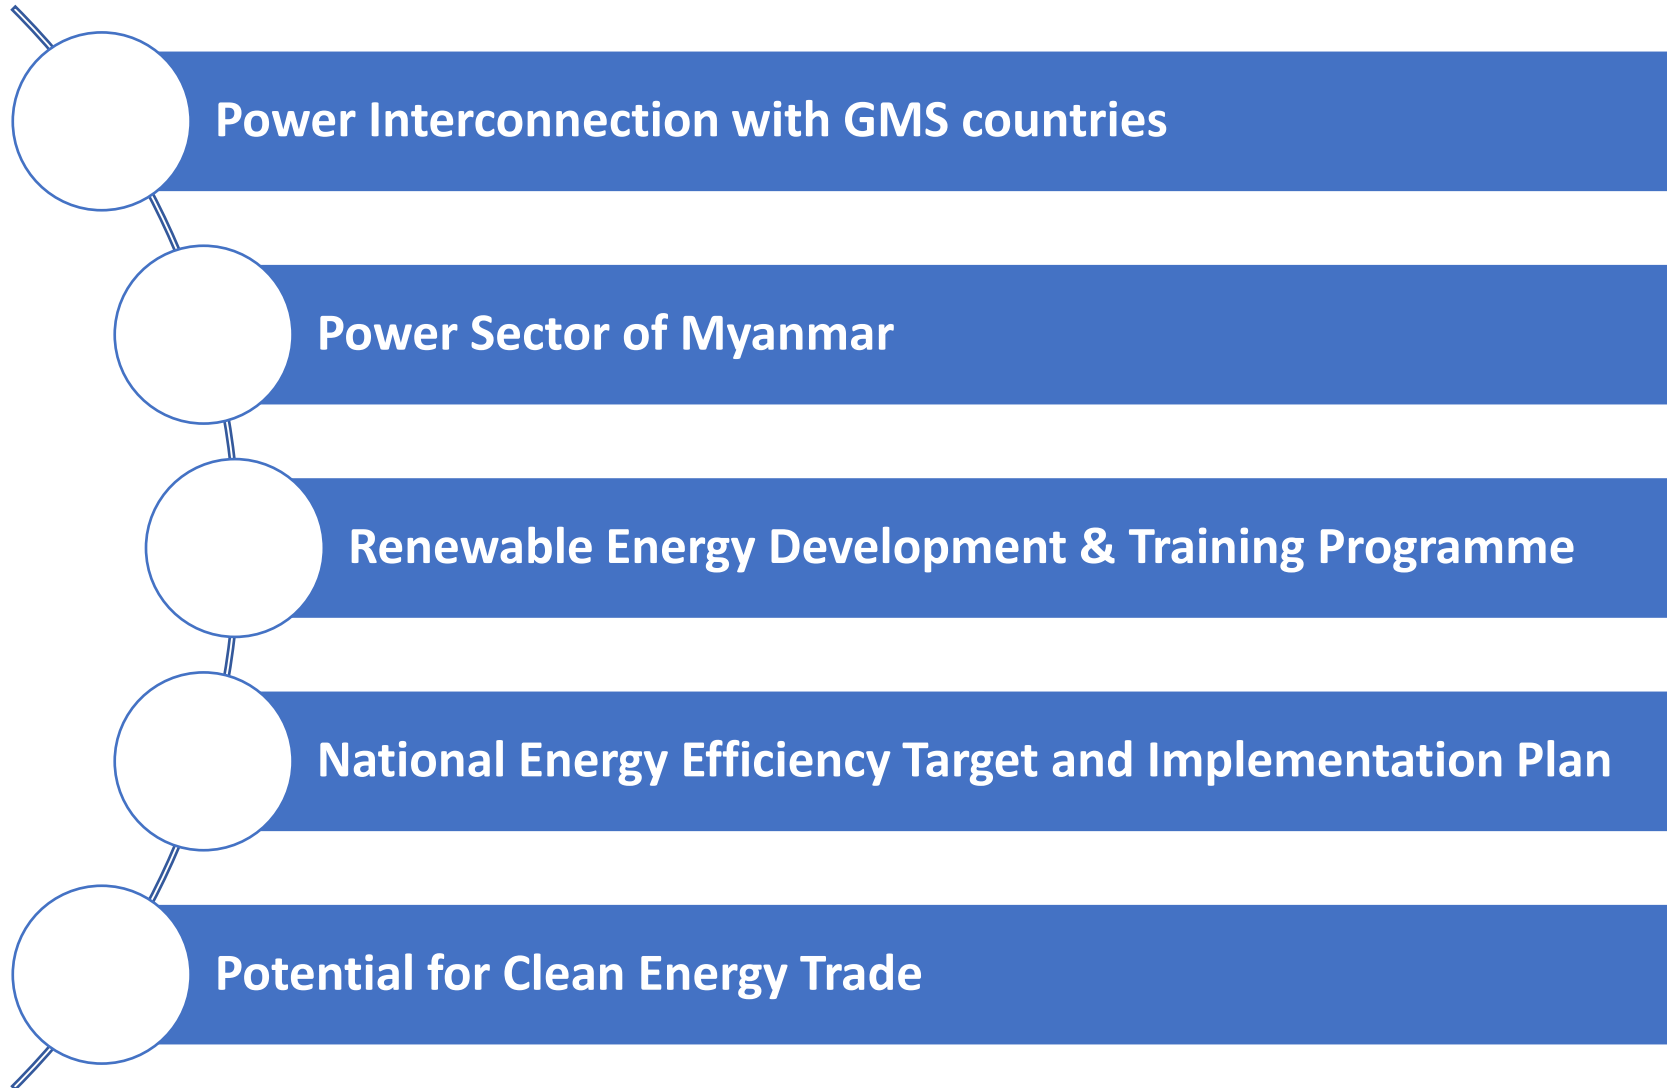 Power Interconnection with GMS countries
Power Sector of Myanmar
Renewable Energy Development & Training Programme
National Energy Efficiency Target and Implementation Plan
Potential for Clean Energy Trade